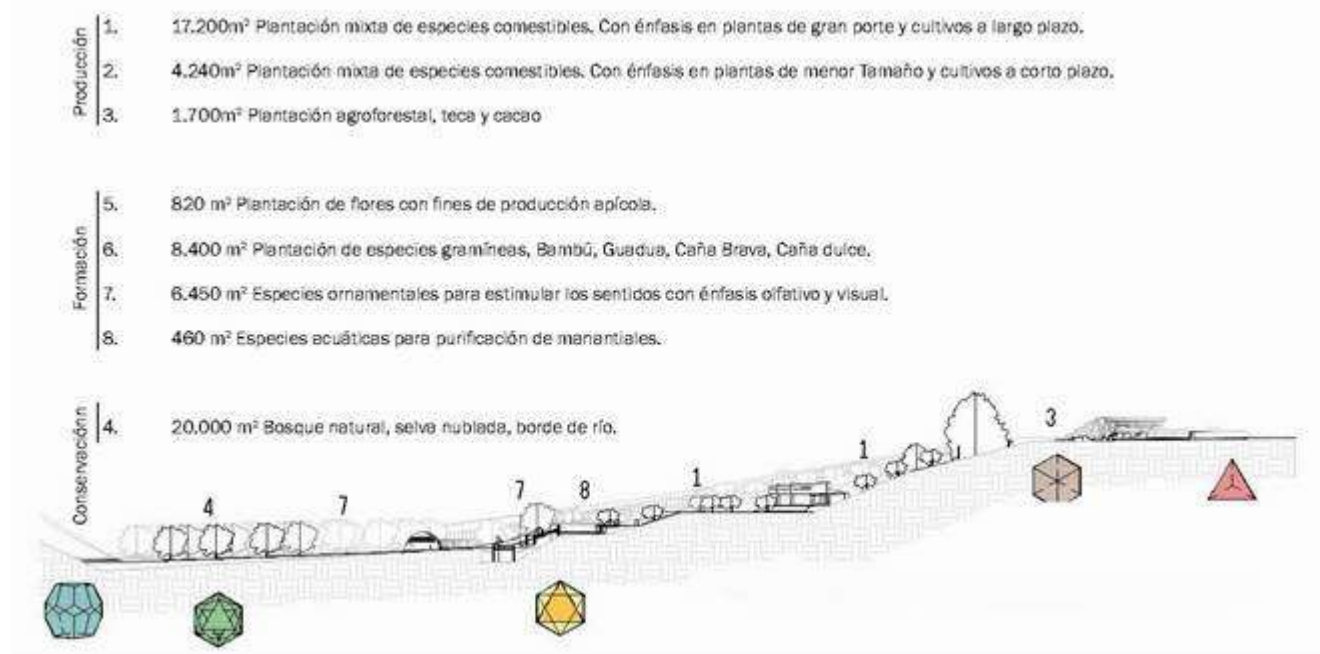 Producción
1. 17.200m² Plantación mixta de especies comestibles. Con énfasis en plantas de gran porte y cultivos a largo plazo.
2. 4.240m² Plantación mixta de especies comestibles. Con énfasis en plantas de menor Tamaño y cultivos a corto plazo.
3. 1.700m² Plantación agroforestal, teca y cacao
Formación
5. 820 m² Plantación de flores con fines de producción apícola.
6. 8.400 m² Plantación de especies gramíneas, Bambú, Guadua, Caña Brava, Caña dulce.
7. 6.450 m² Especies ornamentales para estimular los sentidos con énfasis olfativo y visual.
8. 460 m² Especies acuáticas para purificación de manantiales.
Conservaciónn
4. 20.000 m² Bosque natural, selva nublada, borde de río.
4 7 7 8 1 1 3